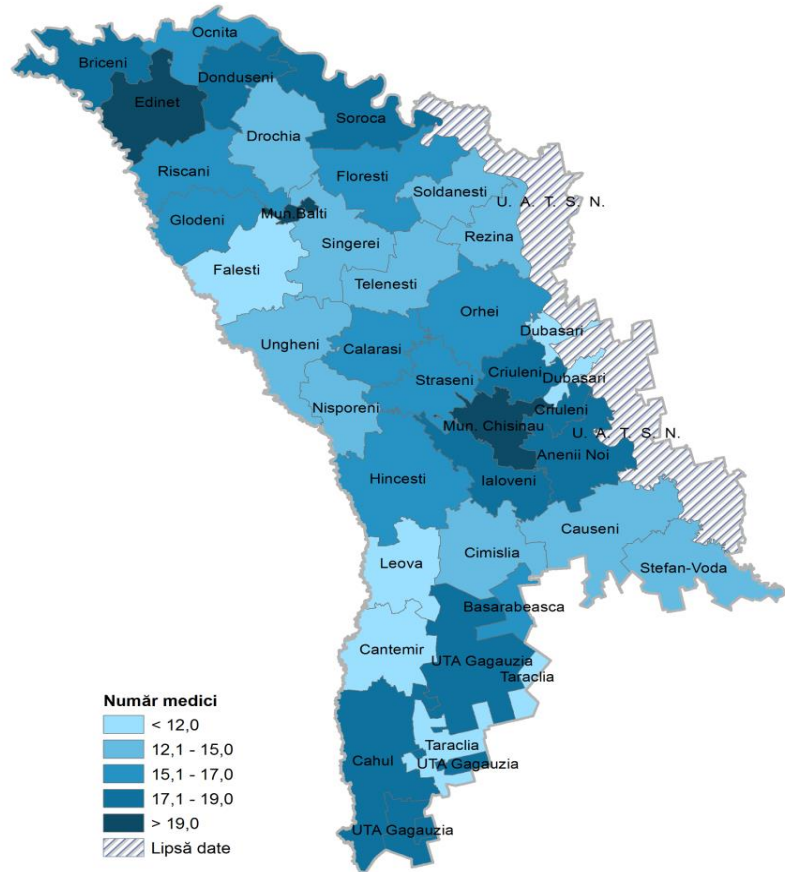 Ocnita
Briceni
Donduseni
Edinet
Soroca
Drochia
Riscani
Floresti
Soldanesti
U. A. T. S. N.
Glodeni
Mun.Balti
Singerei
Rezina
Falesti
Telenesti
Orhei
Dubasari
Ungheni
Calarasi
Criuleni
Dubasari
Straseni
Nisporeni
Criuleni
Mun. Chisinau
U. A. T. S. N.
Anenii Noi
Hincesti
Ialoveni
Causeni
Leova
Cimislia
Stefan-Voda
Basarabeasca
Cantemir
UTA Gagauzia
Taraclia
Taraclia
Cahul
UTA Gagauzia
UTA Gagauzia
Număr medici
< 12,0
12,1 - 15,0
15,1 - 17,0
17,1 - 19,0
> 19,0
Lipsă date